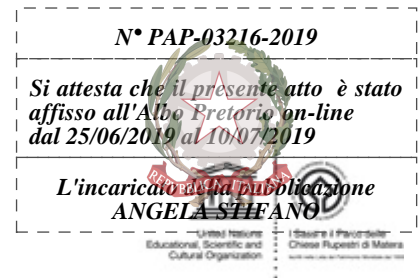 N° PAP-03216-2019
Si attesta che il presente atto è stato
affisso all'Albo Pretorio on-line
dal 25/06/2019 al 10/07/2019
L'incaricato della pubblicazione
ANGELA STIFANO
REPVBBLICA ITALIANA
United Nations
Educational, Scientific and
Cultural Organization
I Sassi e il Parco delle
Chiese Rupestri di Matera